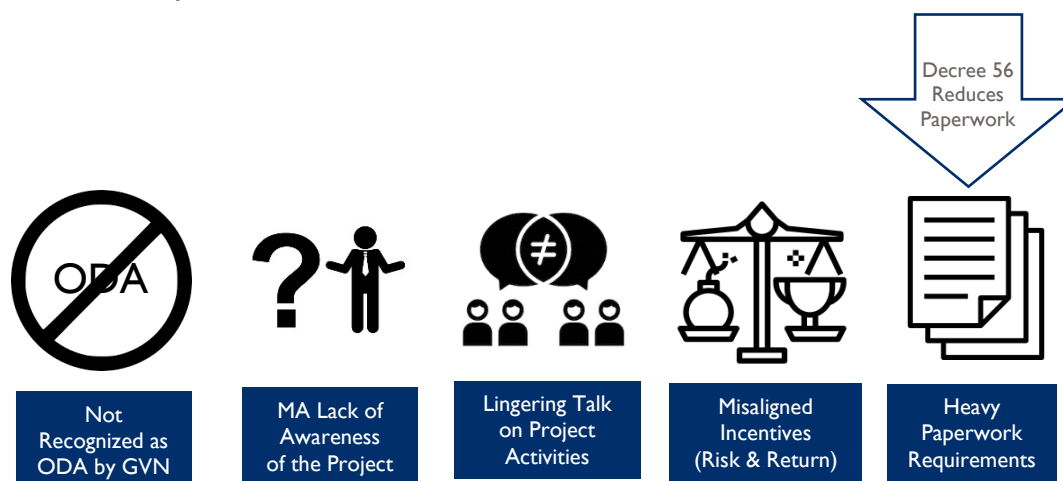 Decree 56
Reduces
Paperwork
ODA
?
≠
Not
Recognized as
ODA by GVN
MA Lack of
Awareness
of the Project
Lingering Talk
on Project
Activities
Misaligned
Incentives
(Risk & Return)
Heavy
Paperwork
Requirements